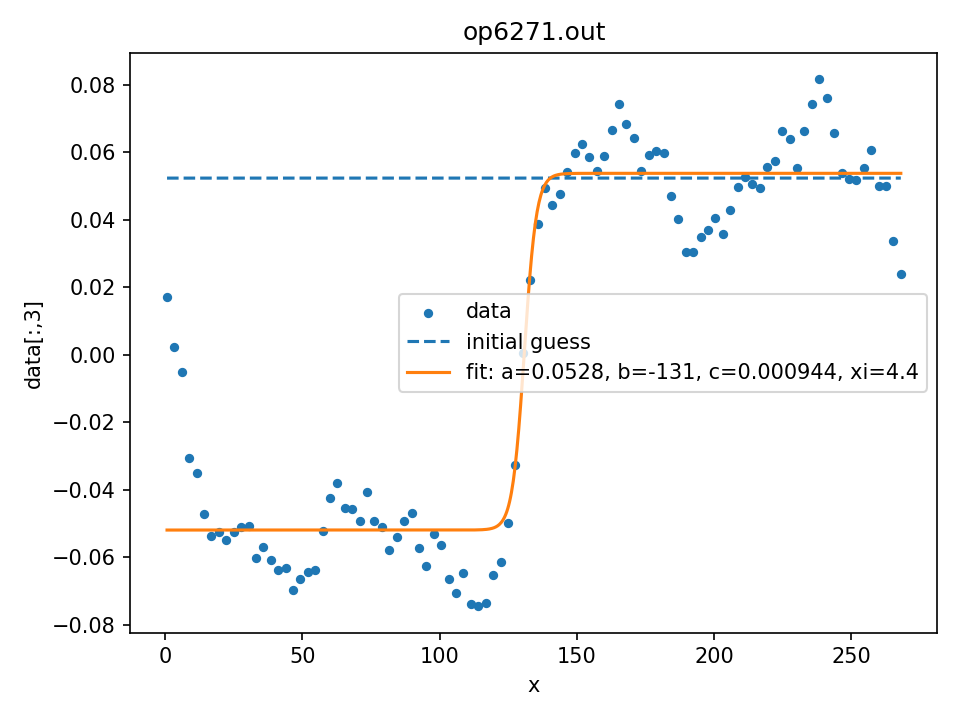 op6271.out
0.08
0.06
0.04
0.02
0.00
−0.02
−0.04
−0.06
−0.08
data[:,3]
data
initial guess
fit: a=0.0528, b=-131, c=0.000944, xi=4.4
0 50 100 150 200 250
x